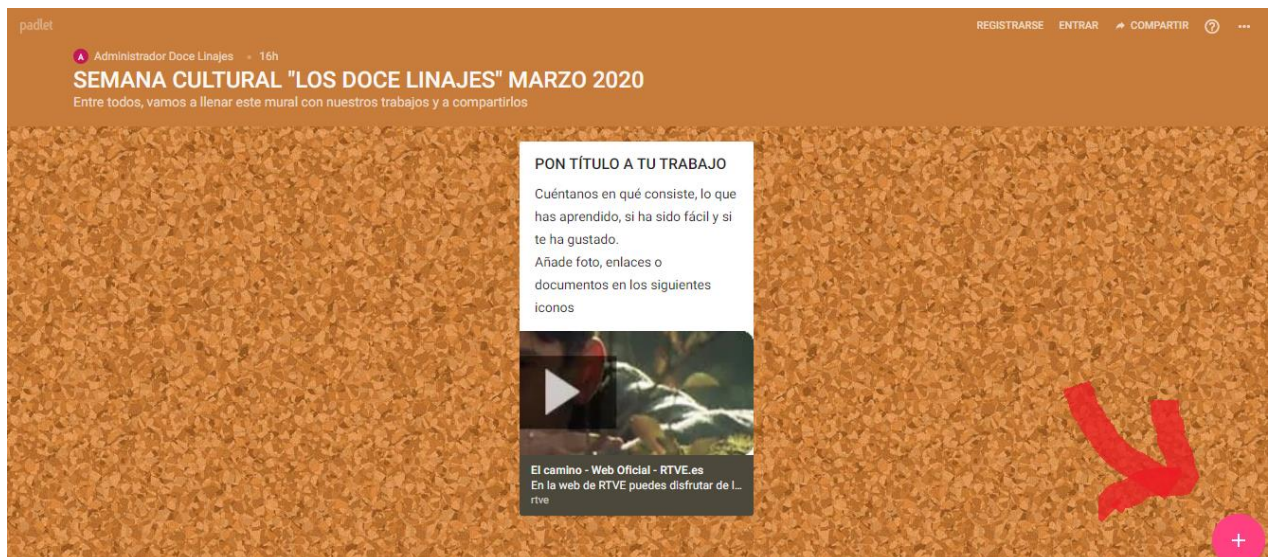 padlet
REGISTRARSE ENTRAR COMPARTIR ? ...
A Administrador Doce Linajes • 16h
SEMANA CULTURAL "LOS DOCE LINAJES" MARZO 2020
Entre todos, vamos a llenar este mural con nuestros trabajos y a compartirlos
PON TÍTULO A TU TRABAJO
Cuéntanos en qué consiste, lo que
has aprendido, si ha sido fácil y si
te ha gustado.
Añade foto, enlaces o
documentos en los siguientes
iconos
El camino - Web Oficial - RTVE.es
En la web de RTVE puedes disfrutar de l...
rtve
+